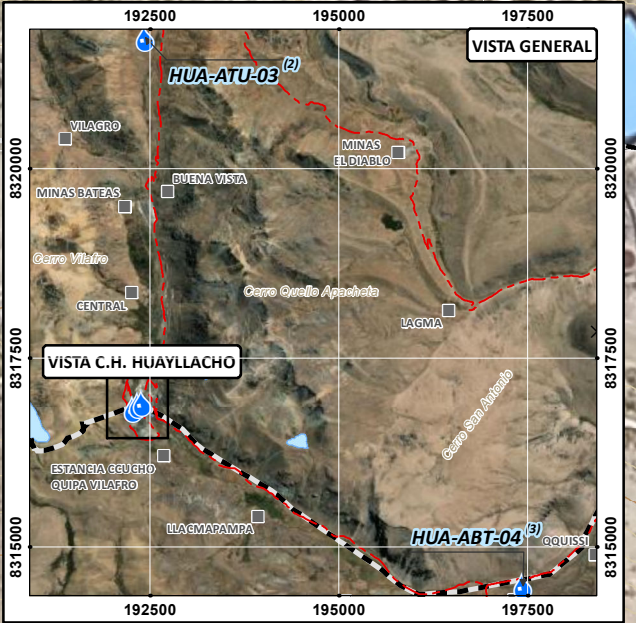 192500
195000
197500
VISTA GENERAL
HUA-ATU-03 (2)
VILAGRO
MINAS
EL DIABLO
8320000
8320000
BUENA VISTA
MINAS BATEAS
Cerro Vilafro
Cerro Quello Apacheta
CENTRAL
LAGMA
VISTA C.H. HUAYLLACHO
8317500
8317500
Cerro San Antonio
ESTANCIA CCUCHO
QUIPA VILAFRO
LLACMAPAMPA
HUA-ABT-04 (3)
QQUISSI
8315000
8315000
192500
195000
197500